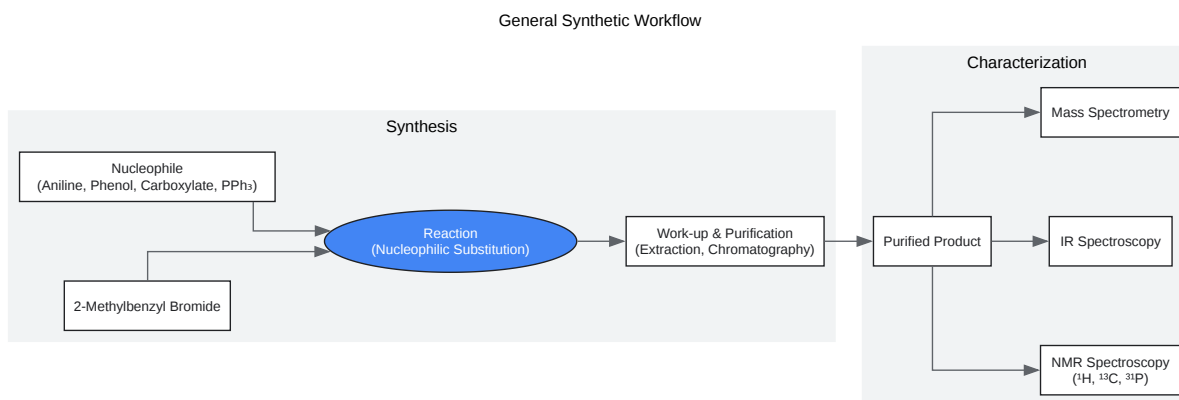 General Synthetic Workflow
Synthesis
Nucleophile
(Aniline, Phenol, Carboxylate, PPh₃)
2-Methylbenzyl Bromide
Reaction
(Nucleophilic Substitution)
Work-up & Purification
(Extraction, Chromatography)
Characterization
Purified Product
Mass Spectrometry
IR Spectroscopy
NMR Spectroscopy
(¹H, ¹³C, ³¹P)